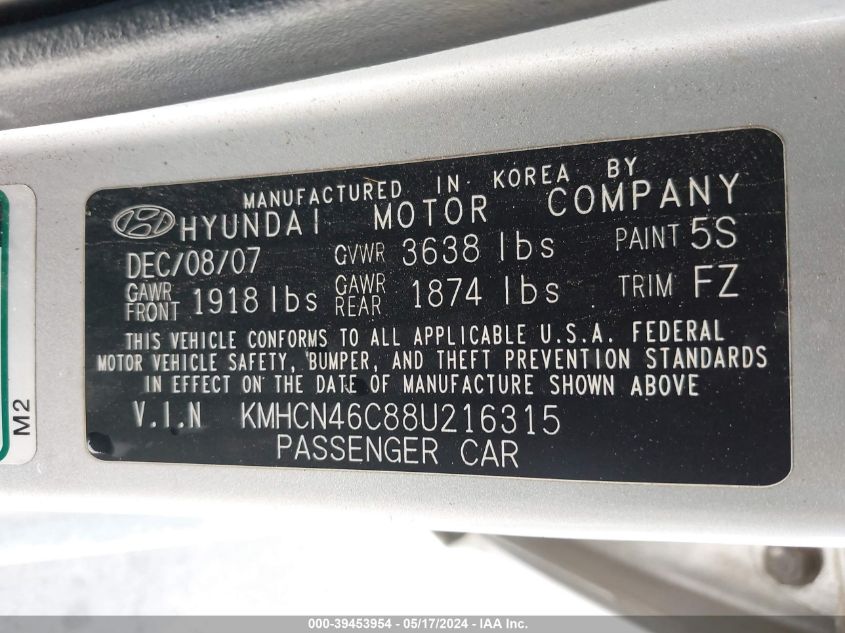 MANUFACTURED IN KOREA BY
HYUNDAI MOTOR COMPANY
DEC/08/07 GVWR 3638 lbs PAINT 5S
GAWR FRONT 1918 lbs GAWR REAR 1874 lbs TRIM FZ
THIS VEHICLE CONFORMS TO ALL APPLICABLE U.S.A. FEDERAL
MOTOR VEHICLE SAFETY, BUMPER, AND THEFT PREVENTION STANDARDS
IN EFFECT ON THE DATE OF MANUFACTURE SHOWN ABOVE
V.I.N KMHCN46C88U216315
PASSENGER CAR
M2
000-39453954 - 05/17/2024 - IAA Inc.